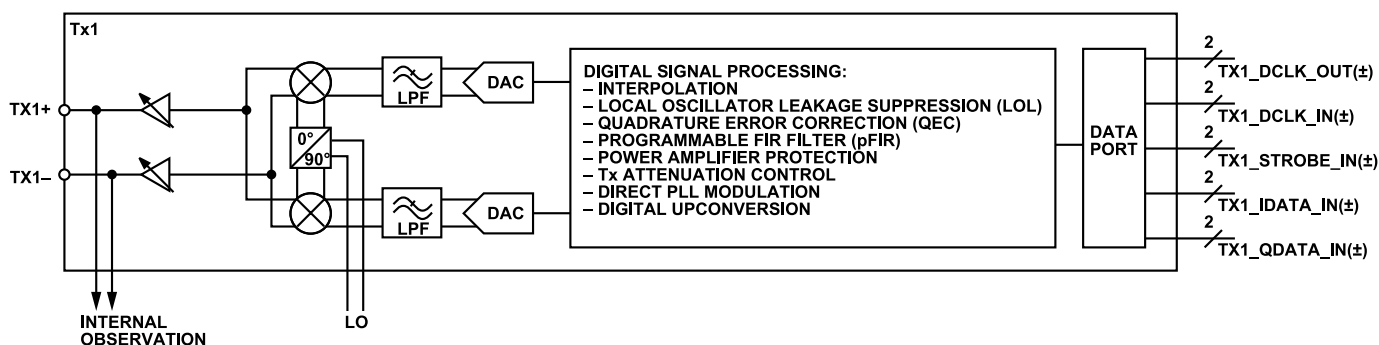 Tx1
TX1+
TX1–
0°
90°
LPF
LPF
DAC
DAC
DIGITAL SIGNAL PROCESSING:
– INTERPOLATION
– LOCAL OSCILLATOR LEAKAGE SUPPRESSION (LOL)
– QUADRATURE ERROR CORRECTION (QEC)
– PROGRAMMABLE FIR FILTER (pFIR)
– POWER AMPLIFIER PROTECTION
– Tx ATTENUATION CONTROL
– DIRECT PLL MODULATION
– DIGITAL UPCONVERSION
DATA
PORT
2
TX1_DCLK_OUT(±)
2
TX1_DCLK_IN(±)
2
TX1_STROBE_IN(±)
2
TX1_IDATA_IN(±)
2
TX1_QDATA_IN(±)
INTERNAL
OBSERVATION
LO